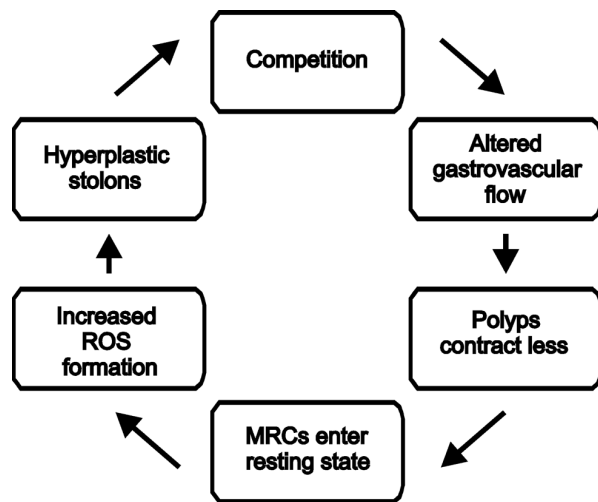 Competition
Altered
gastrovascular
flow
Polyps
contract less
MRCs enter
resting state
Increased
ROS
formation
Hyperplastic
stolons